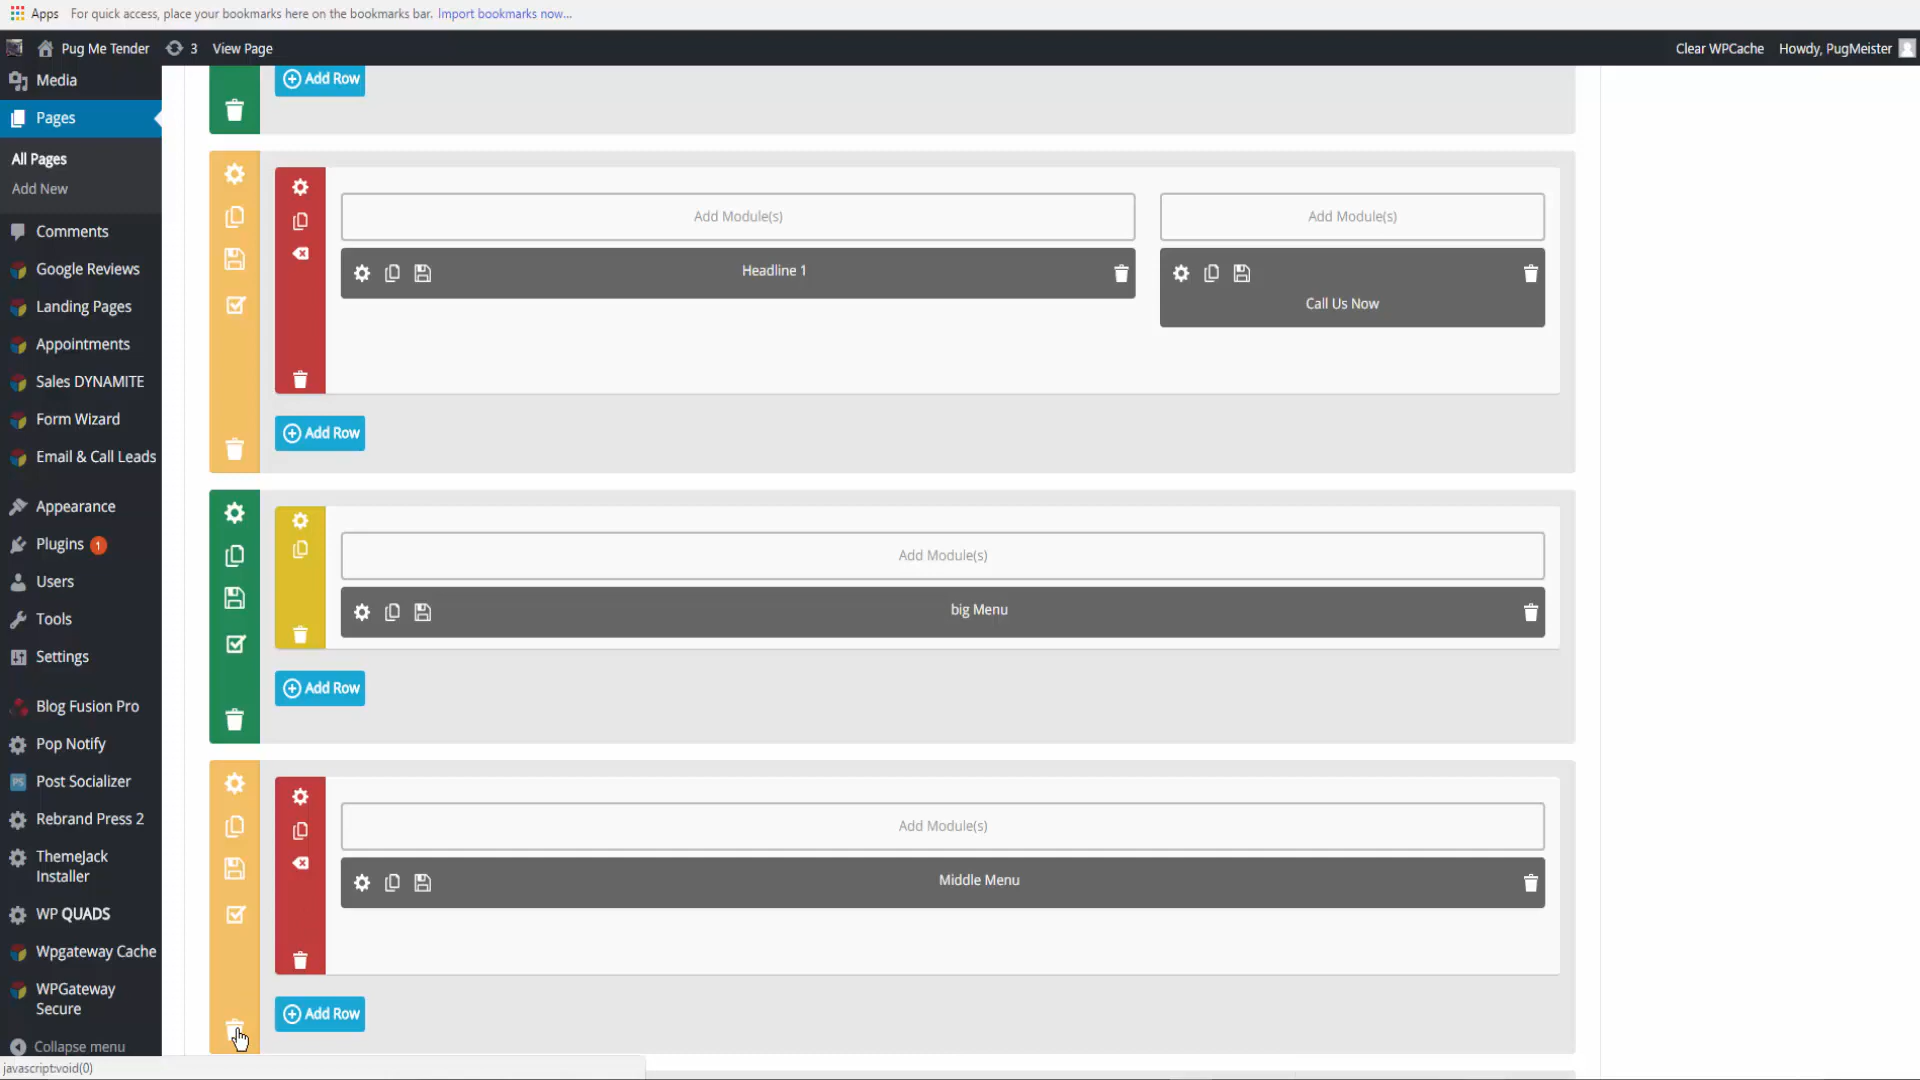 Apps For quick access, place your bookmarks here on the bookmarks bar. Import bookmarks now...
Pug Me Tender 3 View Page Clear WPCache Howdy, PugMeister
Media
Pages
All Pages
Add New
Comments
Google Reviews
Landing Pages
Appointments
Sales DYNAMITE
Form Wizard
Email & Call Leads
Appearance
Plugins 1
Users
Tools
Settings
Blog Fusion Pro
Pop Notify
PS Post Socializer
Rebrand Press 2
ThemeJack
Installer
WP QUADS
Wpgateway Cache
WPGateway
Secure
Collapse menu
javascript:void(0)
Add Row
Add Module(s) Add Module(s)
Headline 1
Call Us Now
Add Row
Add Module(s)
big Menu
Add Row
Add Module(s)
Middle Menu
Add Row